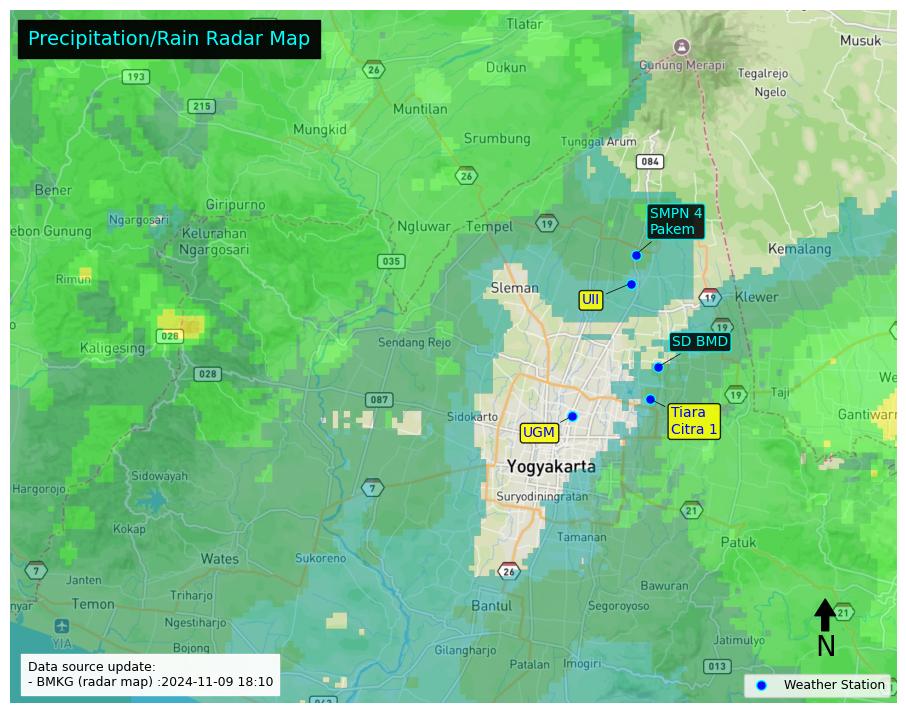 Precipitation/Rain Radar Map
Tlatar
Musuk
Gunung Merapi
193
26
Dukun
Tegalrejo
Ngelo
215
Muntilan
Mungkid
Srumbung
Tunggal Arum
084
26
Bener
Giripurno
Ngargosari
SMPN 4
Pakem
ebon Gunung
Kelurahan
Ngargosari
Ngluwar
Tempel
19
Kemalang
035
Rimun
Sleman
UII
19
Klewer
19
028
Kaligesing
Sendang Rejo
SD BMD
028
We
Taji
19
087
Sidokarto
Tiara
Citra 1
Gantiwar
UGM
Yogyakarta
Sidowayah
Hargorojo
7
Suryodiningratan
21
Kokap
Tamanan
Patuk
Wates
Sukoreno
7
26
Janten
Bawuran
Triharjo
nyar
Temon
Bantul
Segoroyoso
21
Ngestiharjo
YIA
N
Jatimulyo
Bojong
Gilangharjo
Patalan
Imogiri
013
Data source update:
- BMKG (radar map) :2024-11-09 18:10
Weather Station